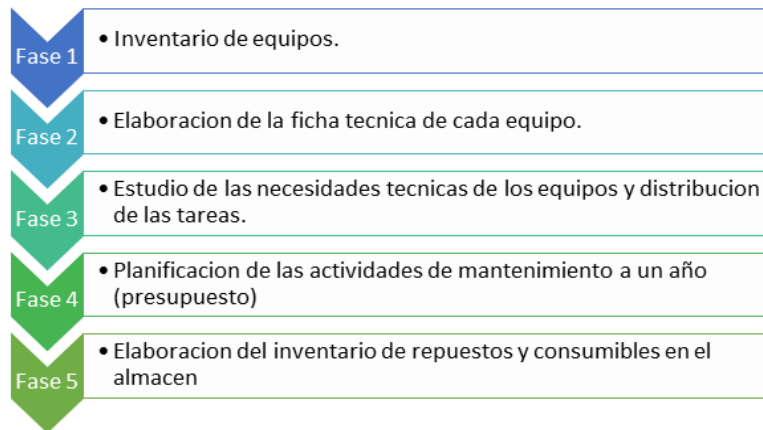 Fase 1
• Inventario de equipos.
Fase 2
• Elaboracion de la ficha tecnica de cada equipo.
Fase 3
• Estudio de las necesidades tecnicas de los equipos y distribucion
de las tareas.
Fase 4
• Planificacion de las actividades de mantenimiento a un año
(presupuesto)
Fase 5
• Elaboracion del inventario de repuestos y consumibles en el
almacen